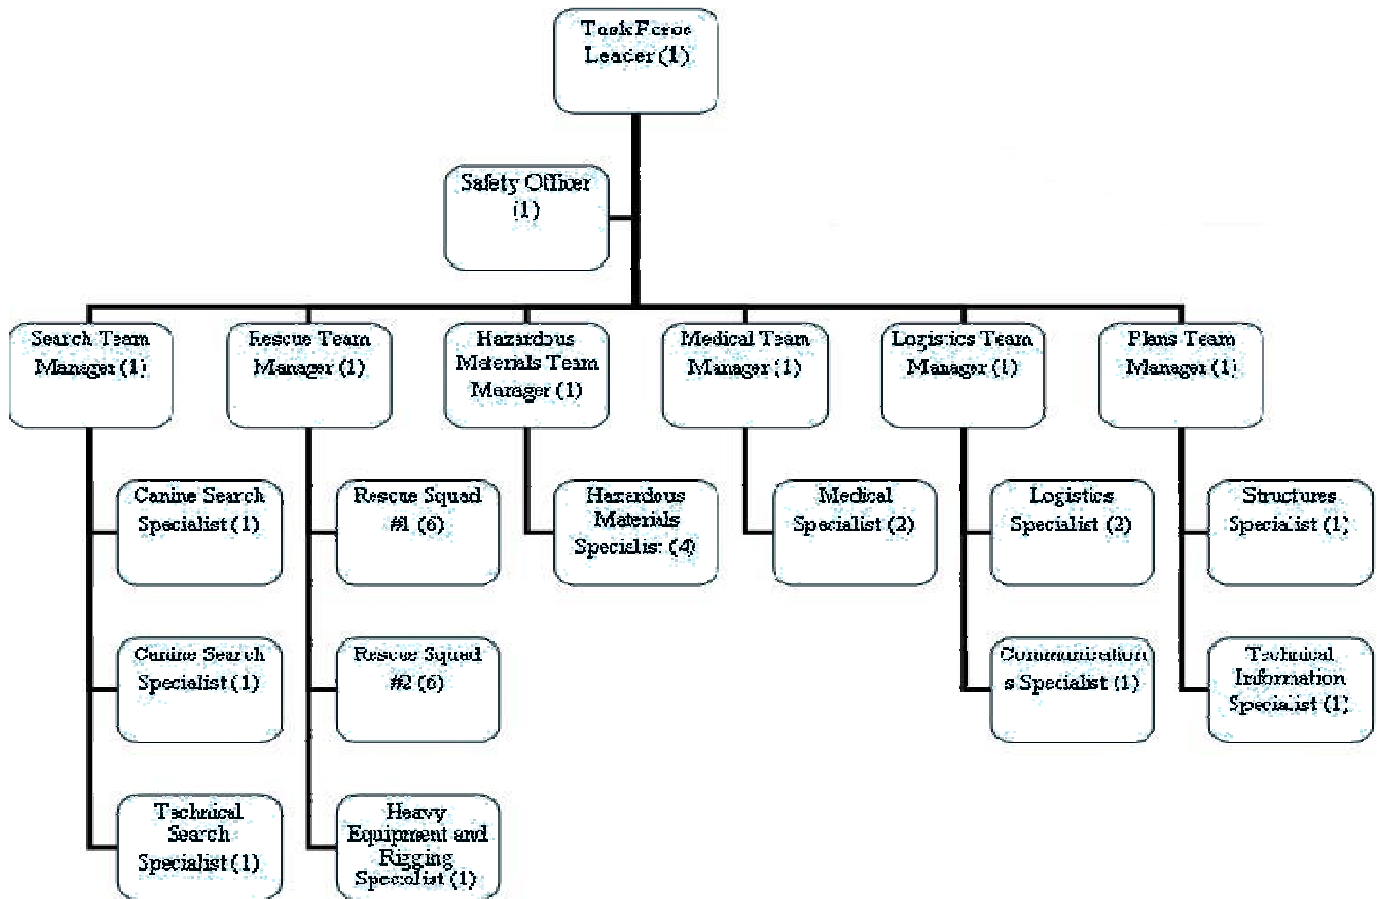 Task Force
Leader (1)
Safety Officer
(1)
Search Team
Manager (1)
Rescue Team
Manager (1)
Hazardous
Materials Team
Manager (1)
Medical Team
Manager (1)
Logistics Team
Manager (1)
Plans Team
Manager (1)
Canine Search
Specialist (1)
Rescue Squad
#1 (6)
Hazardous
Materials
Specialist (4)
Medical
Specialist (2)
Logistics
Specialist (2)
Structures
Specialist (1)
Canine Search
Specialist (1)
Rescue Squad
#2 (6)
Communication
s Specialist (1)
Technical
Information
Specialist (1)
Technical
Search
Specialist (1)
Heavy
Equipment and
Rigging
Specialist (1)